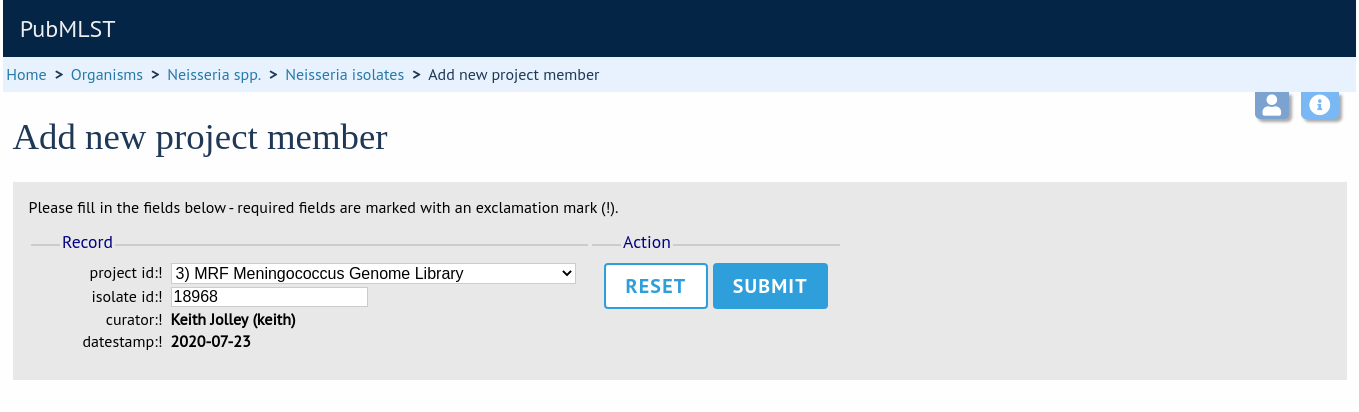 PubMLST
Home > Organisms > Neisseria spp. > Neisseria isolates > Add new project member
Add new project member
Please fill in the fields below - required fields are marked with an exclamation mark (!).
Record
project id:! 3) MRF Meningococcus Genome Library
isolate id:! 18968
curator:! Keith Jolley (keith)
datestamp:! 2020-07-23
Action
RESET SUBMIT